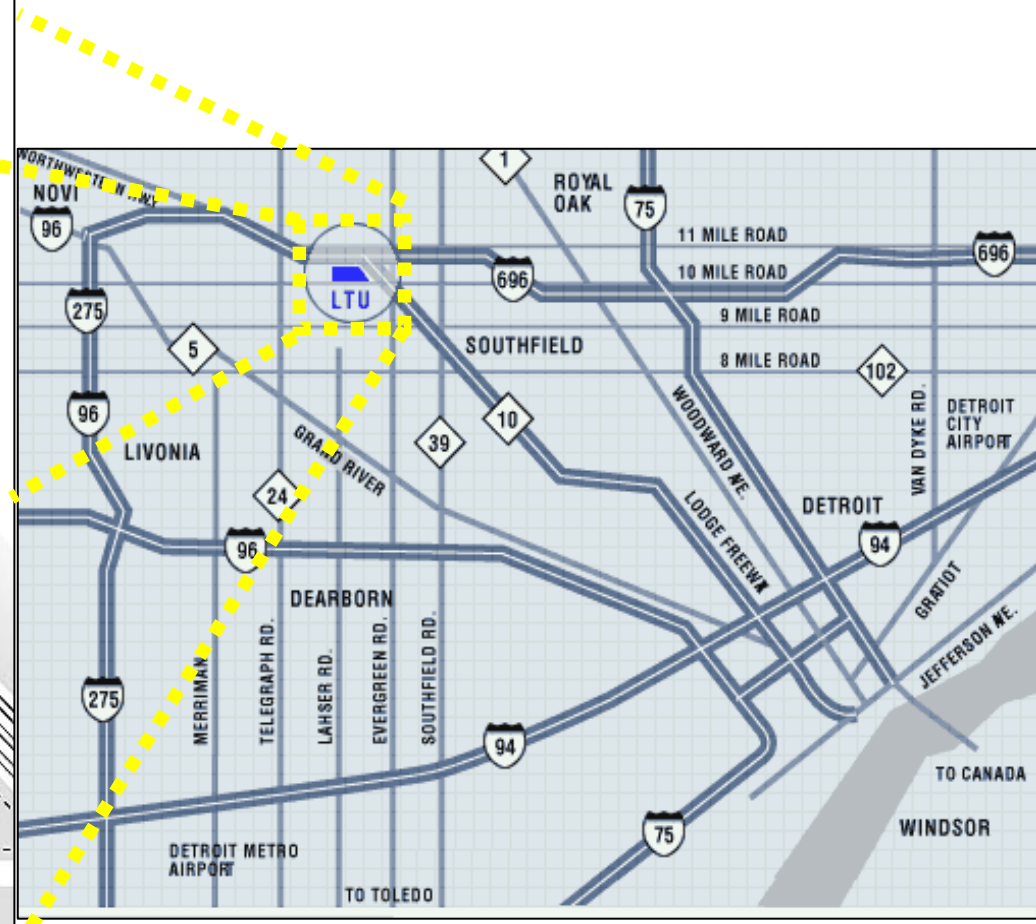 1
NORTHWESTERN HWY
NOVI
96
ROYAL
OAK
75
11 MILE ROAD
696
10 MILE ROAD
696
LTU
275
9 MILE ROAD
SOUTHFIELD
5
8 MILE ROAD
102
96
10
WOODWARD AVE.
VAN DYKE RD.
DETROIT
CITY
AIRPORT
39
LIVONIA
GRAND RIVER
24
LODGE FREEWAY
DETROIT
94
96
DEARBORN
GRATIOT
JEFFERSON AVE.
275
MERRIMAN
TELEGRAPH RD.
LAHSER RD.
EVERGREEN RD.
SOUTHFIELD RD.
94
TO CANADA
75
WINDSOR
DETROIT METRO
AIRPORT
TO TOLEDO